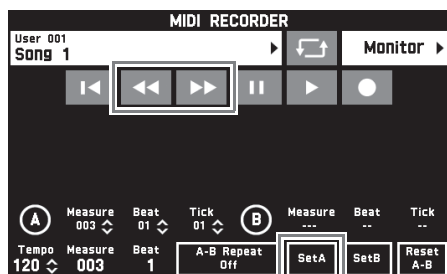 MIDI RECORDER
User 001
Song 1
Monitor
A Measure 003 Beat 01 Tick 01 B Measure --- Beat -- Tick --
Tempo 120 Measure 003 Beat 1 A-B Repeat Off SetA SetB Reset A-B